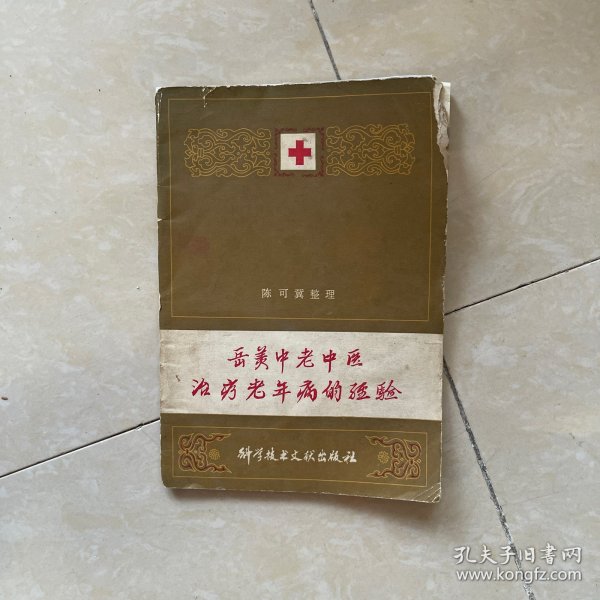 陈可冀整理
岳美中老中医
治疗老年病的经验
科学技术文献出版社
孔夫子旧书网
www.kongfz.com